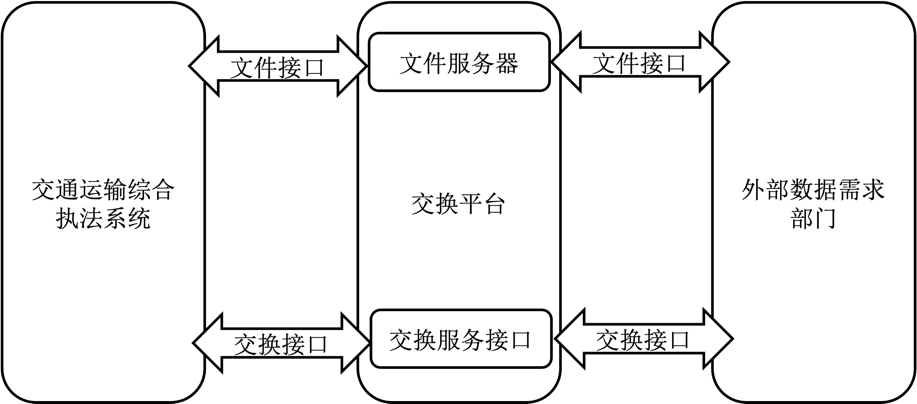 文件接口
文件服务器
文件接口
交通运输综合
执法系统
交换平台
外部数据需求
部门
交换接口
交换服务接口
交换接口